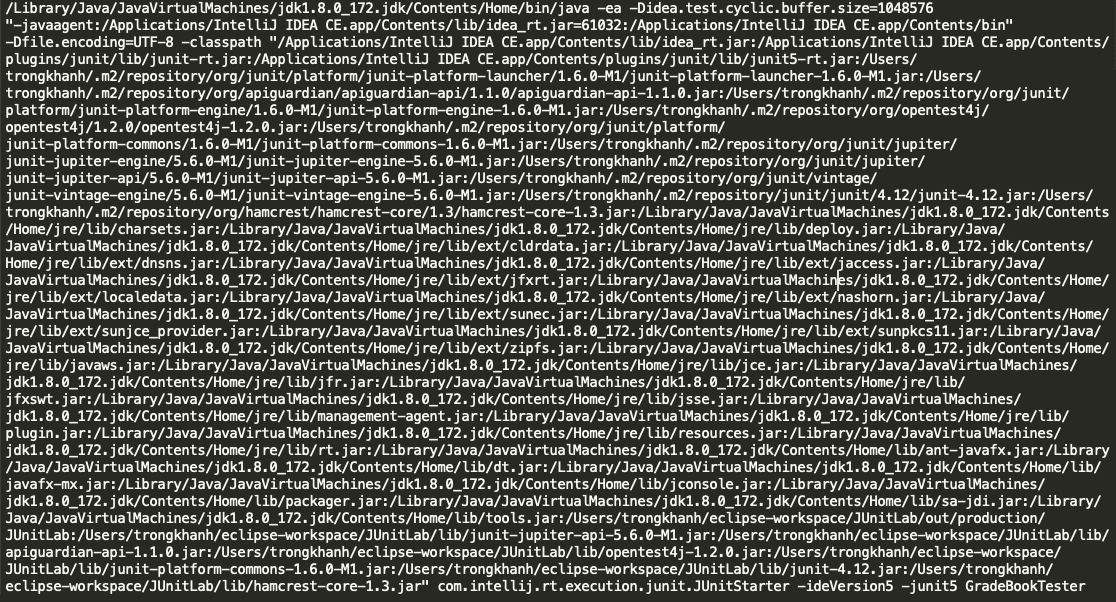 /Library/Java/JavaVirtualMachines/jdk1.8.0_172.jdk/Contents/Home/bin/java -ea -Didea.test.cyclic.buffer.size=1048576
"-javaagent:/Applications/IntelliJ IDEA CE.app/Contents/lib/idea_rt.jar=61032:/Applications/IntelliJ IDEA CE.app/Contents/bin"
-Dfile.encoding=UTF-8 -classpath "/Applications/IntelliJ IDEA CE.app/Contents/lib/idea_rt.jar:/Applications/IntelliJ IDEA CE.app/Contents/
plugins/junit/lib/junit-rt.jar:/Applications/IntelliJ IDEA CE.app/Contents/plugins/junit/lib/junit5-rt.jar:/Users/
trongkhanh/.m2/repository/org/junit/platform/junit-platform-launcher/1.6.0-M1/junit-platform-launcher-1.6.0-M1.jar:/Users/
trongkhanh/.m2/repository/org/apiguardian/apiguardian-api/1.1.0/apiguardian-api-1.1.0.jar:/Users/trongkhanh/.m2/repository/org/junit/
platform/junit-platform-engine/1.6.0-M1/junit-platform-engine-1.6.0-M1.jar:/Users/trongkhanh/.m2/repository/org/opentest4j/
opentest4j/1.2.0/opentest4j-1.2.0.jar:/Users/trongkhanh/.m2/repository/org/junit/platform/
junit-platform-commons/1.6.0-M1/junit-platform-commons-1.6.0-M1.jar:/Users/trongkhanh/.m2/repository/org/junit/jupiter/
junit-jupiter-engine/5.6.0-M1/junit-jupiter-engine-5.6.0-M1.jar:/Users/trongkhanh/.m2/repository/org/junit/jupiter/
junit-jupiter-api/5.6.0-M1/junit-jupiter-api-5.6.0-M1.jar:/Users/trongkhanh/.m2/repository/org/junit/vintage/
junit-vintage-engine/5.6.0-M1/junit-vintage-engine-5.6.0-M1.jar:/Users/trongkhanh/.m2/repository/junit/junit/4.12/junit-4.12.jar:/Users/
trongkhanh/.m2/repository/org/hamcrest/hamcrest-core/1.3/hamcrest-core-1.3.jar:/Library/Java/JavaVirtualMachines/jdk1.8.0_172.jdk/Contents
/Home/jre/lib/charsets.jar:/Library/Java/JavaVirtualMachines/jdk1.8.0_172.jdk/Contents/Home/jre/lib/deploy.jar:/Library/Java/
JavaVirtualMachines/jdk1.8.0_172.jdk/Contents/Home/jre/lib/ext/cldrdata.jar:/Library/Java/JavaVirtualMachines/jdk1.8.0_172.jdk/Contents/
Home/jre/lib/ext/dnsns.jar:/Library/Java/JavaVirtualMachines/jdk1.8.0_172.jdk/Contents/Home/jre/lib/ext/jaccess.jar:/Library/Java/
JavaVirtualMachines/jdk1.8.0_172.jdk/Contents/Home/jre/lib/ext/jfxrt.jar:/Library/Java/JavaVirtualMachines/jdk1.8.0_172.jdk/Contents/Home/
jre/lib/ext/localedata.jar:/Library/Java/JavaVirtualMachines/jdk1.8.0_172.jdk/Contents/Home/jre/lib/ext/nashorn.jar:/Library/Java/
JavaVirtualMachines/jdk1.8.0_172.jdk/Contents/Home/jre/lib/ext/sunec.jar:/Library/Java/JavaVirtualMachines/jdk1.8.0_172.jdk/Contents/Home/
jre/lib/ext/sunjce_provider.jar:/Library/Java/JavaVirtualMachines/jdk1.8.0_172.jdk/Contents/Home/jre/lib/ext/sunpkcs11.jar:/Library/Java/
JavaVirtualMachines/jdk1.8.0_172.jdk/Contents/Home/jre/lib/ext/zipfs.jar:/Library/Java/JavaVirtualMachines/jdk1.8.0_172.jdk/Contents/Home/
jre/lib/javaws.jar:/Library/Java/JavaVirtualMachines/jdk1.8.0_172.jdk/Contents/Home/jre/lib/jce.jar:/Library/Java/JavaVirtualMachines/
jdk1.8.0_172.jdk/Contents/Home/jre/lib/jfr.jar:/Library/Java/JavaVirtualMachines/jdk1.8.0_172.jdk/Contents/Home/jre/lib/
jfxswt.jar:/Library/Java/JavaVirtualMachines/jdk1.8.0_172.jdk/Contents/Home/jre/lib/jsse.jar:/Library/Java/JavaVirtualMachines/
jdk1.8.0_172.jdk/Contents/Home/jre/lib/management-agent.jar:/Library/Java/JavaVirtualMachines/jdk1.8.0_172.jdk/Contents/Home/jre/lib/
plugin.jar:/Library/Java/JavaVirtualMachines/jdk1.8.0_172.jdk/Contents/Home/jre/lib/resources.jar:/Library/Java/JavaVirtualMachines/
jdk1.8.0_172.jdk/Contents/Home/jre/lib/rt.jar:/Library/Java/JavaVirtualMachines/jdk1.8.0_172.jdk/Contents/Home/lib/ant-javafx.jar:/Library
/Java/JavaVirtualMachines/jdk1.8.0_172.jdk/Contents/Home/lib/dt.jar:/Library/Java/JavaVirtualMachines/jdk1.8.0_172.jdk/Contents/Home/lib/
javafx-mx.jar:/Library/Java/JavaVirtualMachines/jdk1.8.0_172.jdk/Contents/Home/lib/jconsole.jar:/Library/Java/JavaVirtualMachines/
jdk1.8.0_172.jdk/Contents/Home/lib/packager.jar:/Library/Java/JavaVirtualMachines/jdk1.8.0_172.jdk/Contents/Home/lib/sa-jdi.jar:/Library/
Java/JavaVirtualMachines/jdk1.8.0_172.jdk/Contents/Home/lib/tools.jar:/Users/trongkhanh/eclipse-workspace/JUnitLab/out/production/
JUnitLab:/Users/trongkhanh/eclipse-workspace/JUnitLab/lib/junit-jupiter-api-5.6.0-M1.jar:/Users/trongkhanh/eclipse-workspace/JUnitLab/lib/
apiguardian-api-1.1.0.jar:/Users/trongkhanh/eclipse-workspace/JUnitLab/lib/opentest4j-1.2.0.jar:/Users/trongkhanh/eclipse-workspace/
JUnitLab/lib/junit-platform-commons-1.6.0-M1.jar:/Users/trongkhanh/eclipse-workspace/JUnitLab/lib/junit-4.12.jar:/Users/trongkhanh/
eclipse-workspace/JUnitLab/lib/hamcrest-core-1.3.jar" com.intellij.rt.execution.junit.JUnitStarter -ideVersion5 -junit5 GradeBookTester